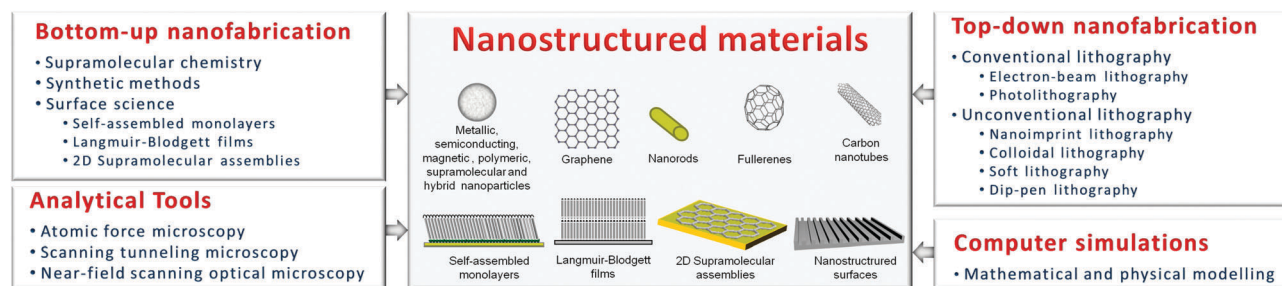 Bottom-up nanofabrication
• Supramolecular chemistry
• Synthetic methods
• Surface science
• Self-assembled monolayers
• Langmuir-Blodgett films
• 2D Supramolecular assemblies
Analytical Tools
• Atomic force microscopy
• Scanning tunneling microscopy
• Near-field scanning optical microscopy
Nanostructured materials
Metallic,
semiconducting,
magnetic, polymeric,
supramolecular and
hybrid nanoparticles
Graphene
Nanorods
Fullerenes
Carbon
nanotubes
Self-assembled
monolayers
Langmuir-Blodgett
films
2D Supramolecular
assemblies
Nanostructrured
surfaces
Top-down nanofabrication
• Conventional lithography
• Electron-beam lithography
• Photolithography
• Unconventional lithography
• Nanoimprint lithography
• Colloidal lithography
• Soft lithography
• Dip-pen lithography
Computer simulations
• Mathematical and physical modelling